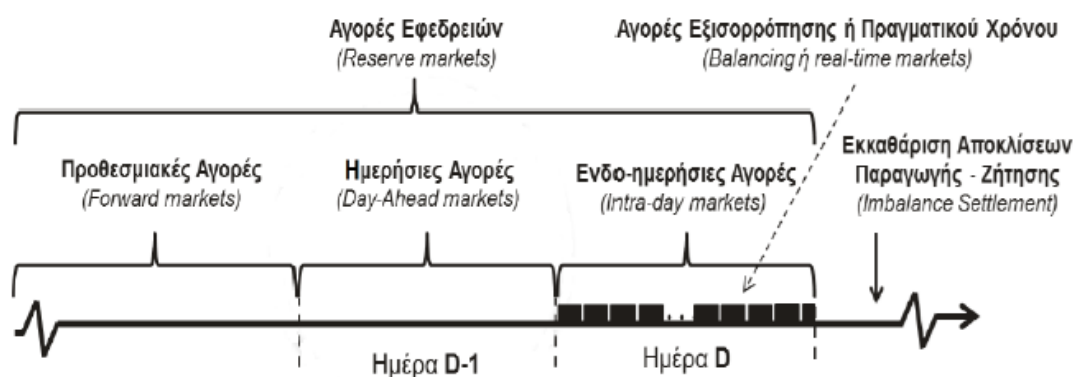 Αγορές Εφεδρειών
(Reserve markets)
Αγορές Εξισορρόπησης ή Πραγματικού Χρόνου
(Balancing ή real-time markets)
Προθεσμιακές Αγορές
(Forward markets)
Ημερήσιες Αγορές
(Day-Ahead markets)
Ενδο-ημερήσιες Αγορές
(Intra-day markets)
Εκκαθάριση Αποκλίσεων
Παραγωγής - Ζήτησης
(Imbalance Settlement)
Ημέρα D-1
Ημέρα D